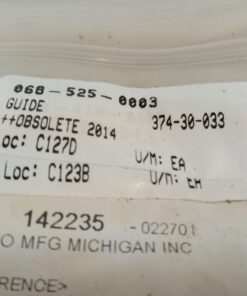 068-525-0003
GUIDE
++OBSOLETE 2014 374-30-033
oc: C127D U/M: EA
Loc: C123B U/M: EA
142235 -022701
O MFG MICHIGAN INC
RENCE>